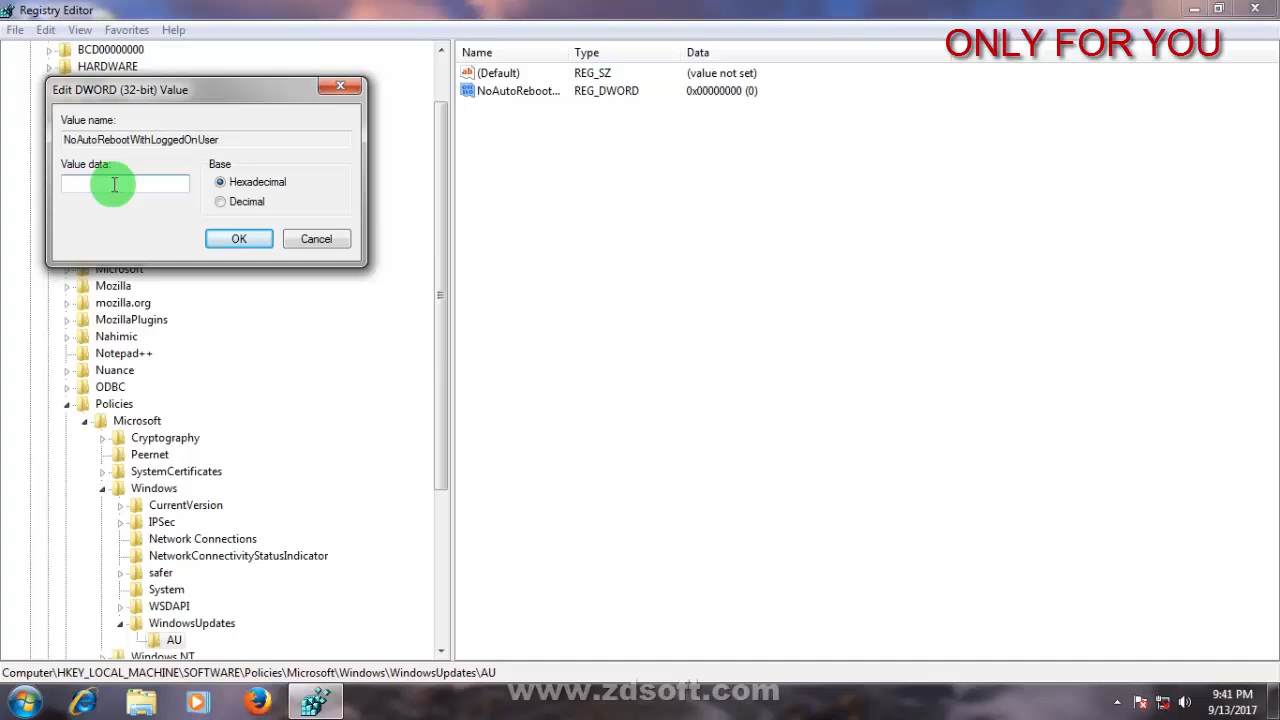 Registry Editor
File Edit View Favorites Help
ONLY FOR YOU
BCD00000000
HARDWARE
Edit DWORD (32-bit) Value
Value name:
NoAutoRebootWithLoggedOnUser
Value data:
Base
Hexadecimal
Decimal
OK Cancel
Name Type Data
(Default) REG_SZ (value not set)
NoAutoReboot... REG_DWORD 0x00000000 (0)
Microsoft
Mozilla
mozilla.org
MozillaPlugins
Nahimic
Notepad++
Nuance
ODBC
Policies
Microsoft
Cryptography
Peernet
SystemCertificates
Windows
CurrentVersion
IPSec
Network Connections
NetworkConnectivityStatusIndicator
safer
System
WSDAPI
WindowsUpdates
AU
Windows NT
Computer\HKEY_LOCAL_MACHINE\SOFTWARE\Policies\Microsoft\Windows\WindowsUpdates\AU
www.zdsoft.com
9:41 PM
9/13/2017